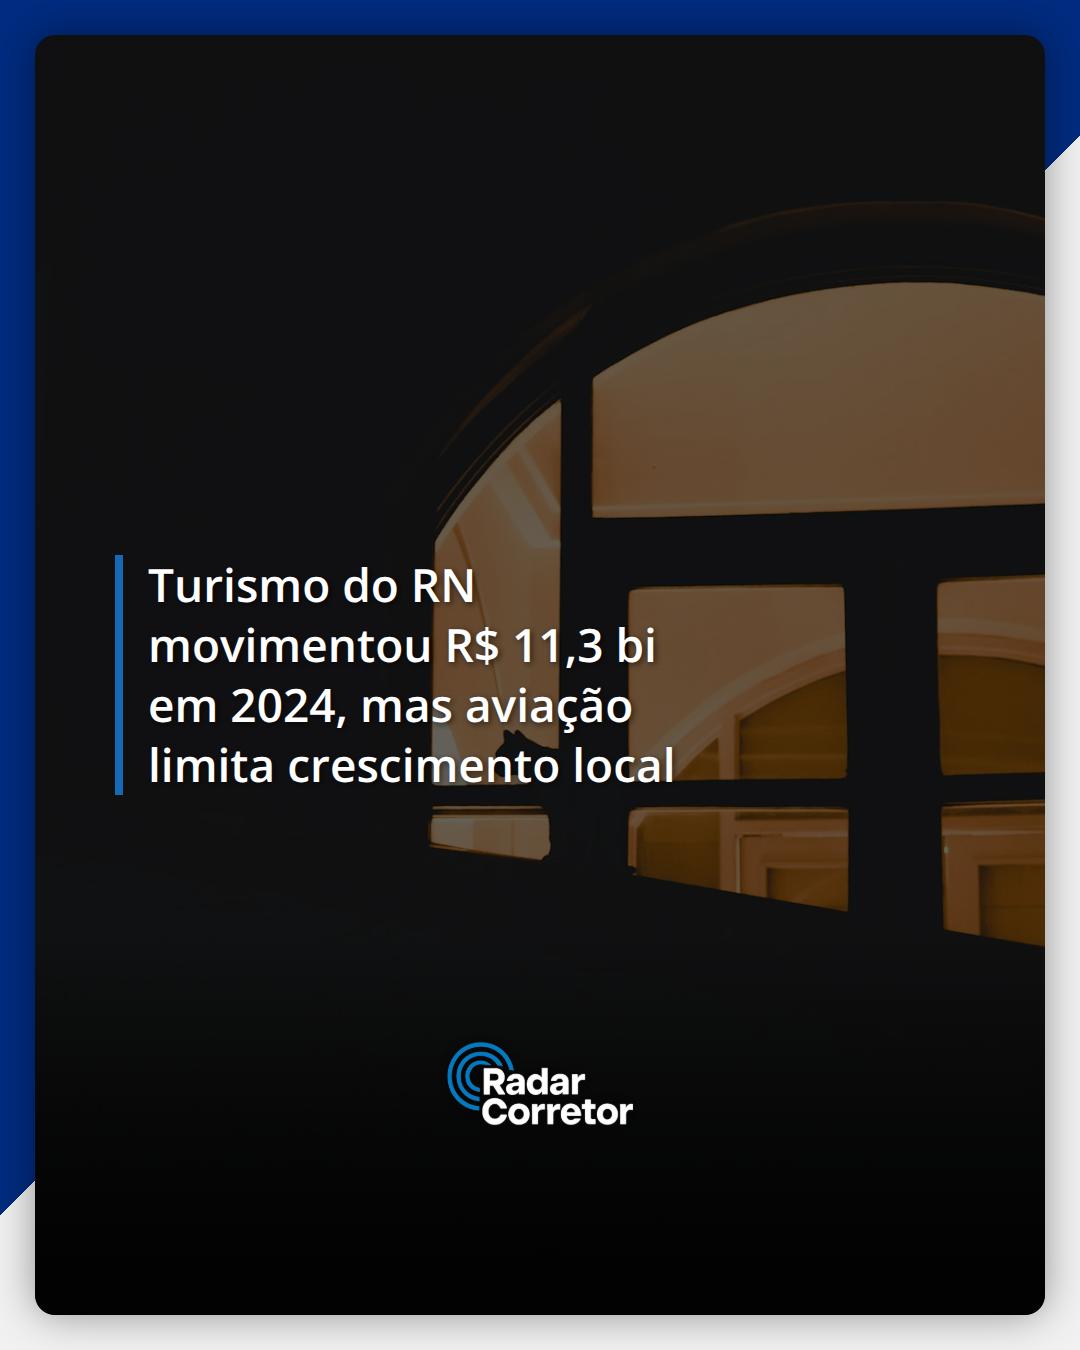 Turismo do RN
movimentou R$ 11,3 bi
em 2024, mas aviação
limita crescimento local
Radar
Corretor